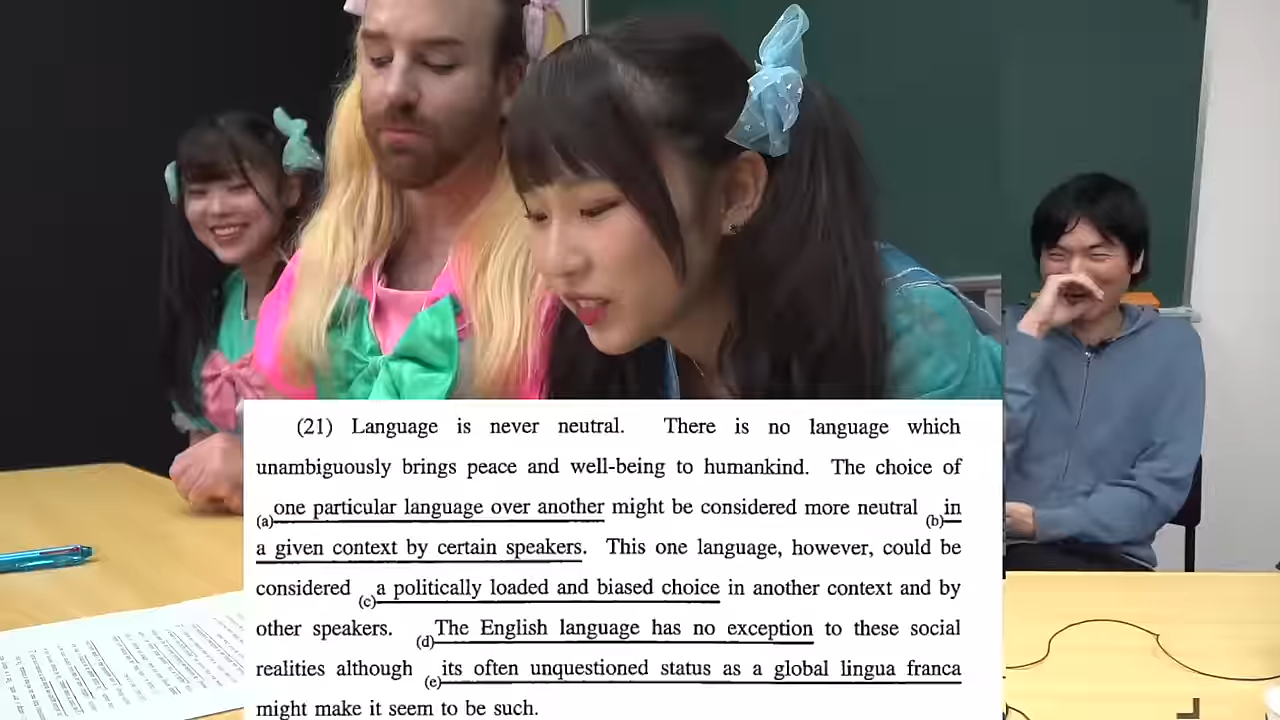 (21) Language is never neutral. There is no language which
unambiguously brings peace and well-being to humankind. The choice of
(a)one particular language over another might be considered more neutral (b)in
a given context by certain speakers. This one language, however, could be
considered (c)a politically loaded and biased choice in another context and by
other speakers. (d)The English language has no exception to these social
realities although (e)its often unquestioned status as a global lingua franca
might make it seem to be such.